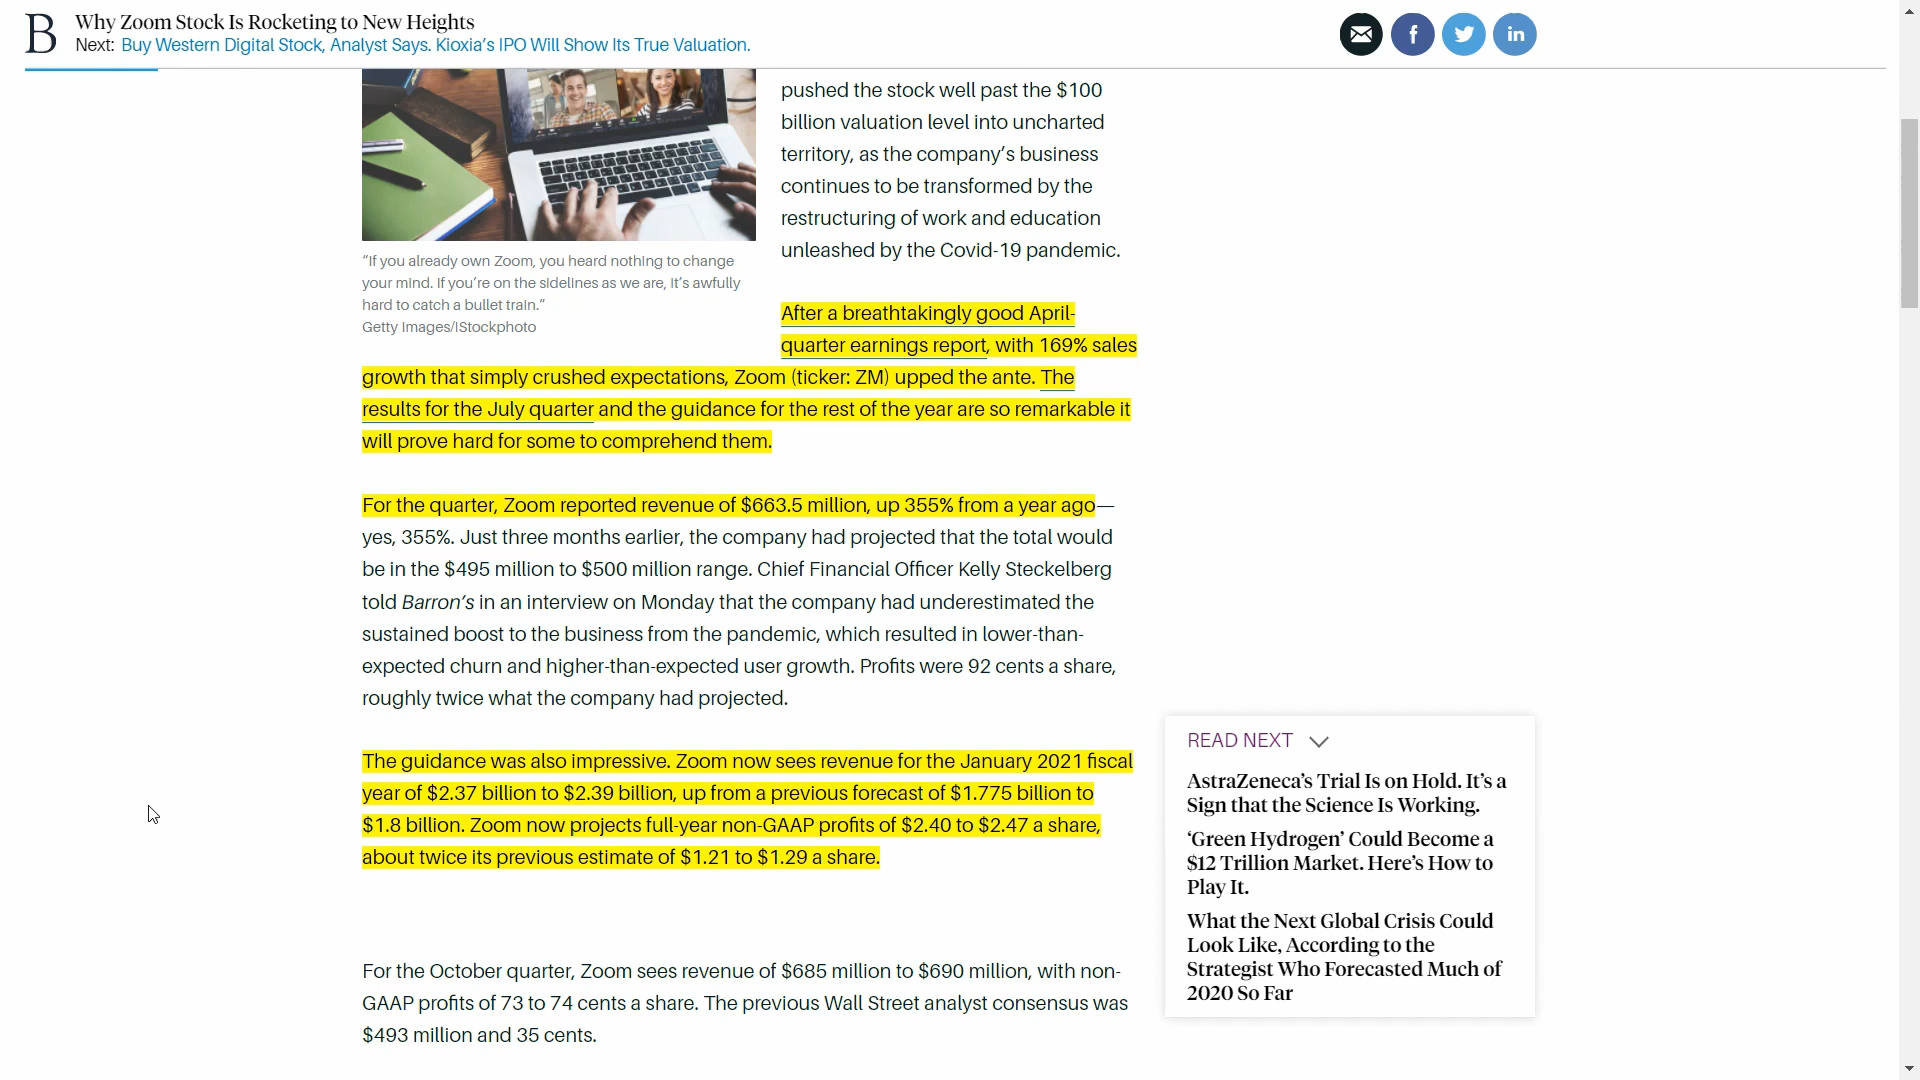 B
Why Zoom Stock Is Rocketing to New Heights
Next: Buy Western Digital Stock, Analyst Says. Kioxia's IPO Will Show Its True Valuation.
f
in
pushed the stock well past the $100
billion valuation level into uncharted
territory, as the company's business
continues to be transformed by the
restructuring of work and education
unleashed by the Covid-19 pandemic.
"If you already own Zoom, you heard nothing to change
your mind. If you're on the sidelines as we are, it's awfully
hard to catch a bullet train."
Getty Images/iStockphoto
After a breathtakingly good April-
quarter earnings report, with 169% sales
growth that simply crushed expectations, Zoom (ticker: ZM) upped the ante. The
results for the July quarter and the guidance for the rest of the year are so remarkable it
will prove hard for some to comprehend them.
For the quarter, Zoom reported revenue of $663.5 million, up 355% from a year ago—
yes, 355%. Just three months earlier, the company had projected that the total would
be in the $495 million to $500 million range. Chief Financial Officer Kelly Steckelberg
told Barron's in an interview on Monday that the company had underestimated the
sustained boost to the business from the pandemic, which resulted in lower-than-
expected churn and higher-than-expected user growth. Profits were 92 cents a share,
roughly twice what the company had projected.
The guidance was also impressive. Zoom now sees revenue for the January 2021 fiscal
year of $2.37 billion to $2.39 billion, up from a previous forecast of $1.775 billion to
$1.8 billion. Zoom now projects full-year non-GAAP profits of $2.40 to $2.47 a share,
about twice its previous estimate of $1.21 to $1.29 a share.
For the October quarter, Zoom sees revenue of $685 million to $690 million, with non-
GAAP profits of 73 to 74 cents a share. The previous Wall Street analyst consensus was
$493 million and 35 cents.
READ NEXT
AstraZeneca's Trial Is on Hold. It's a
Sign that the Science Is Working.
'Green Hydrogen' Could Become a
$12 Trillion Market. Here's How to
Play It.
What the Next Global Crisis Could
Look Like, According to the
Strategist Who Forecasted Much of
2020 So Far